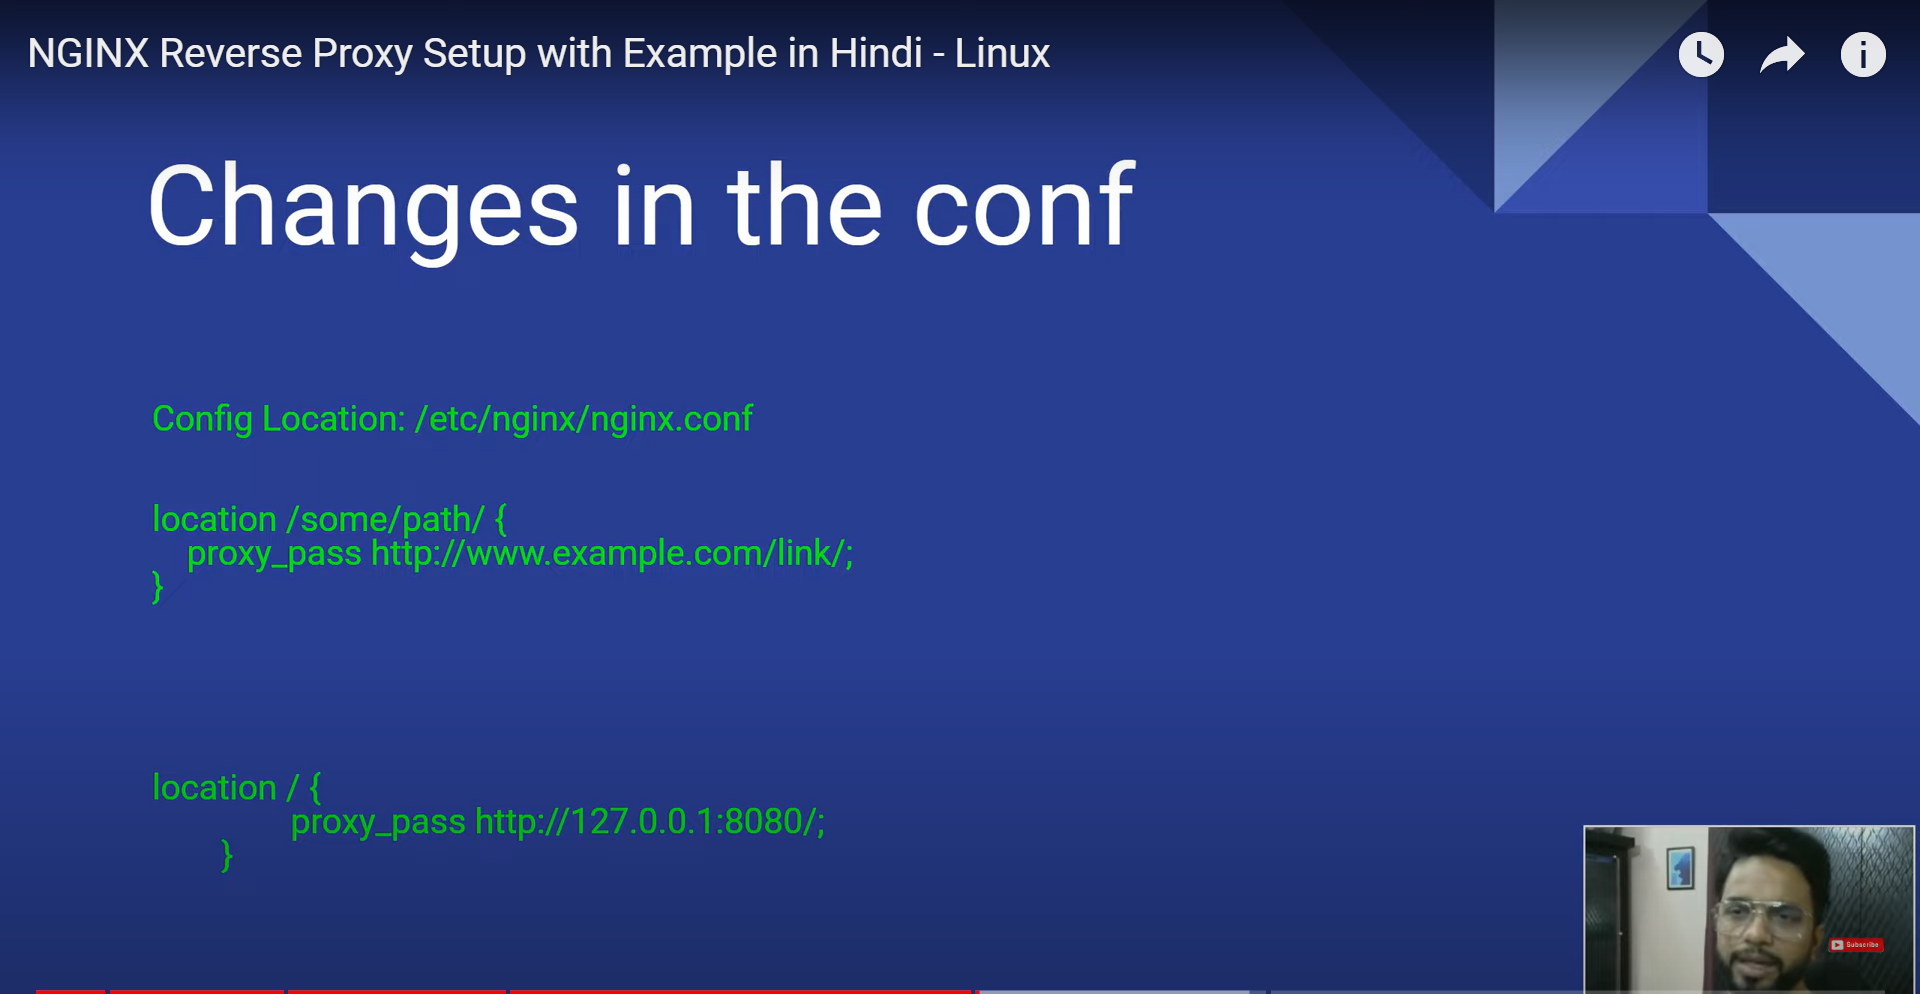 NGINX Reverse Proxy Setup with Example in Hindi - Linux
Changes in the conf
Config Location: /etc/nginx/nginx.conf
location /some/path/ {
proxy_pass http://www.example.com/link/;
}
location / {
proxy_pass http://127.0.0.1:8080/;
}
Subscribe